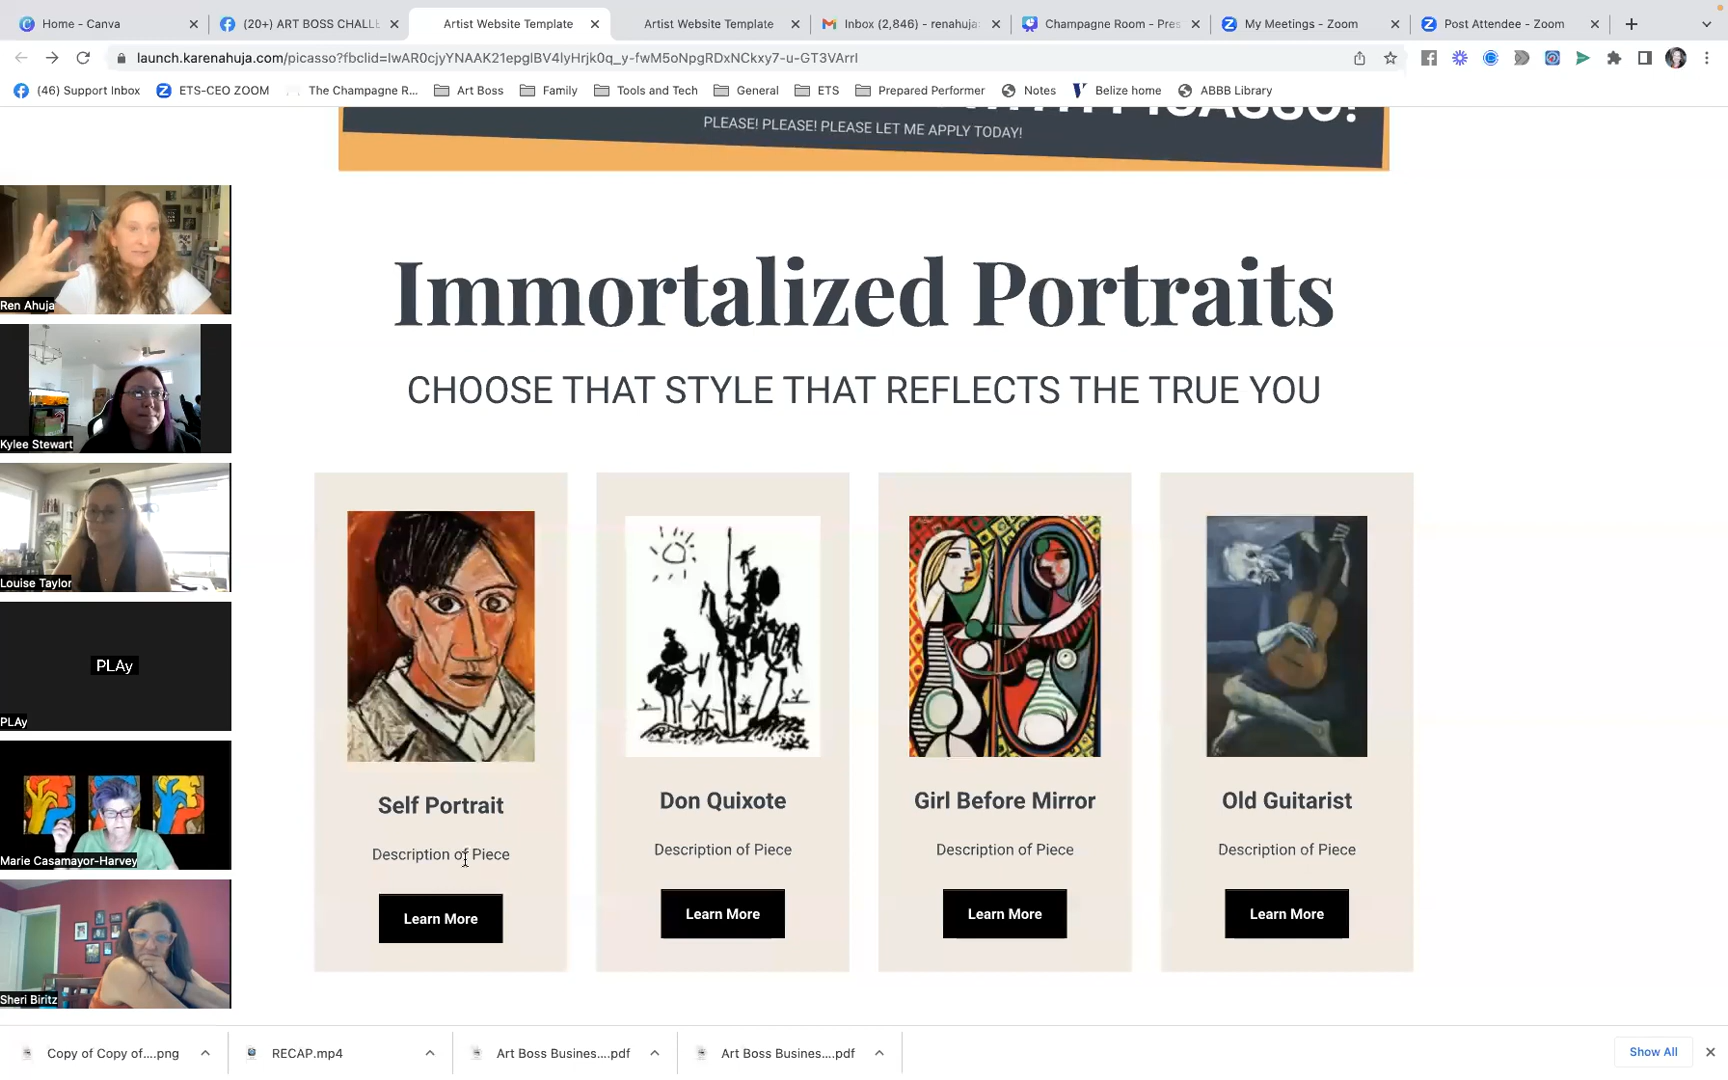 Home - Canva
(20+) ART BOSS CHALL
Artist Website Template
Artist Website Template
Inbox (2,846) - renahuja
Champagne Room - Pres
My Meetings - Zoom
Post Attendee - Zoom
launch.karenahuja.com/picasso?fbclid=IwAR0cjyYNAAK21epglBV4lyHrjk0q_y-fwM5oNpgRDxNCkxy7-u-GT3VArrI
(46) Support Inbox
ETS-CEO ZOOM
The Champagne R...
Art Boss
Family
Tools and Tech
General
ETS
Prepared Performer
Notes
Belize home
ABBB Library
PLEASE! PLEASE! PLEASE LET ME APPLY TODAY!
Immortalized Portraits
CHOOSE THAT STYLE THAT REFLECTS THE TRUE YOU
Ren Ahuja
Kylee Stewart
Louise Taylor
PLAy
PLAy
Marie Casamayor-Harvey
Sheri Biritz
Self Portrait
Description of Piece
Learn More
Don Quixote
Description of Piece
Learn More
Girl Before Mirror
Description of Piece
Learn More
Old Guitarist
Description of Piece
Learn More
Copy of Copy of....png
RECAP.mp4
Art Boss Busines....pdf
Art Boss Busines....pdf
Show All